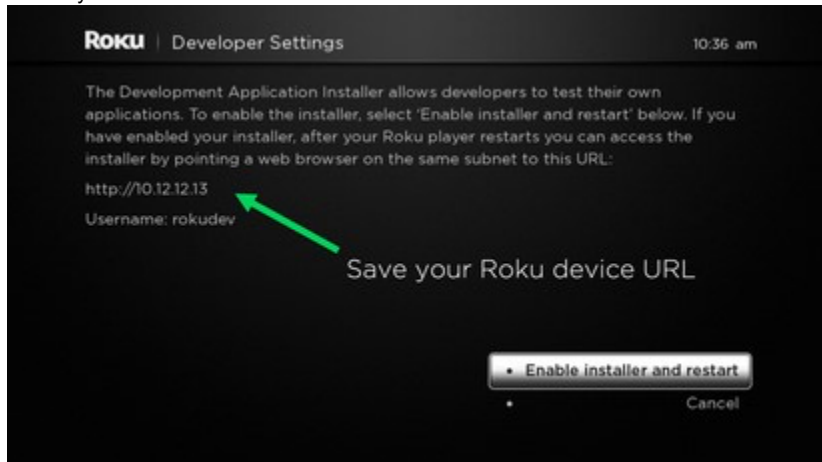 Roku | Developer Settings
10:36 am
The Development Application Installer allows developers to test their own
applications. To enable the installer, select 'Enable installer and restart' below. If you
have enabled your installer, after your Roku player restarts you can access the
installer by pointing a web browser on the same subnet to this URL:
http://10.12.12.13
Username: rokudev
Save your Roku device URL
• Enable installer and restart
• Cancel